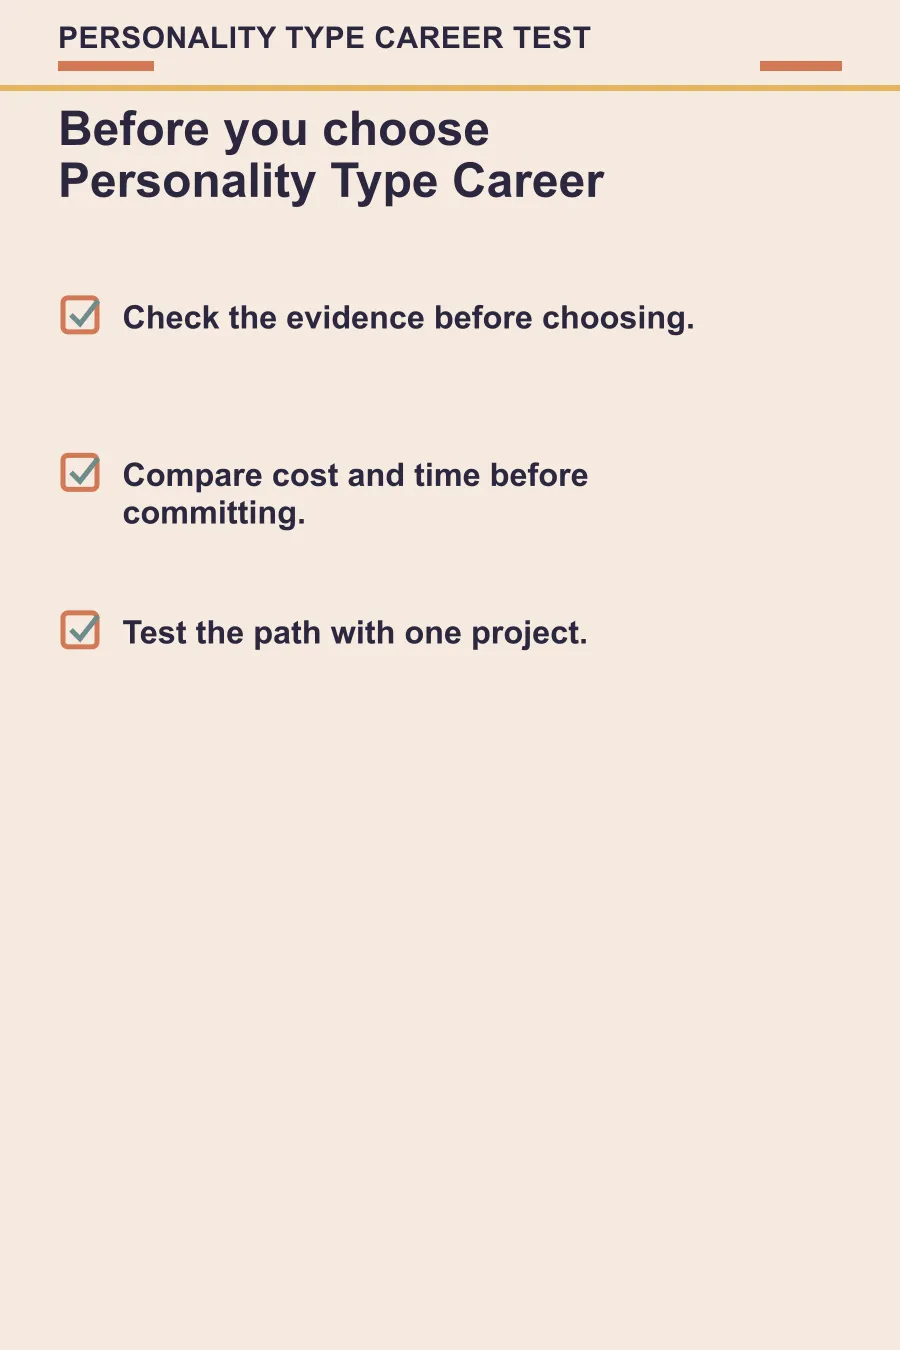 PERSONALITY TYPE CAREER TEST
Before you choose
Personality Type Career
Check the evidence before choosing.
Compare cost and time before
committing.
Test the path with one project.